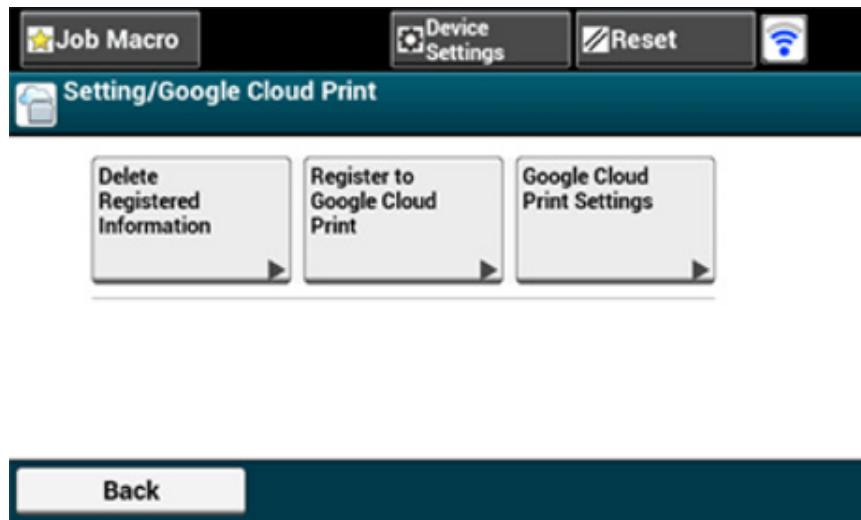 Job Macro
Device
Settings
Reset
Setting/Google Cloud Print
Delete
Registered
Information
Register to
Google Cloud
Print
Google Cloud
Print Settings
Back